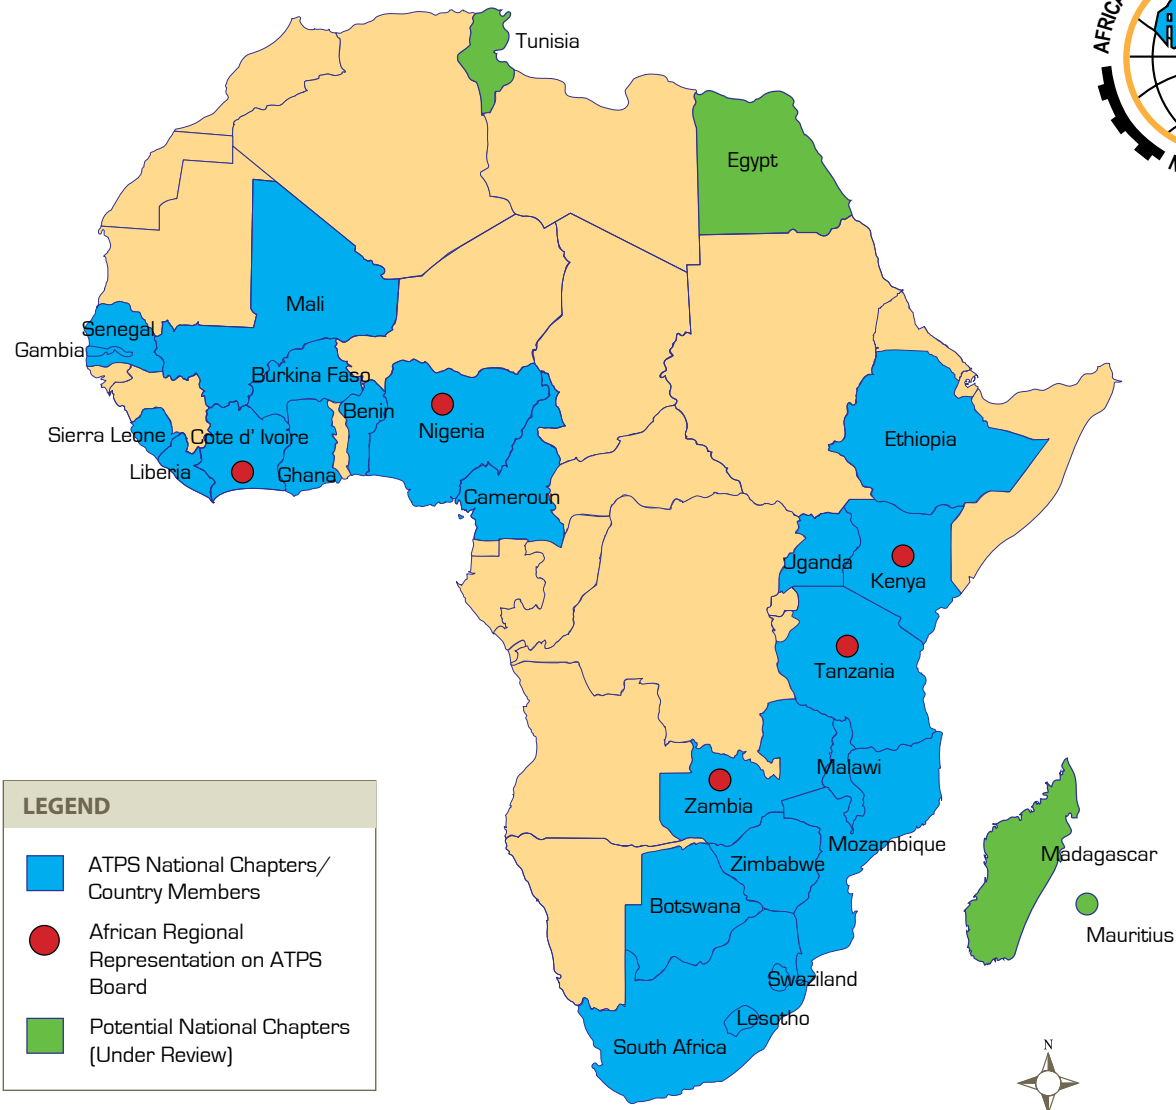 Tunisia
AFRICA
Egypt
Mali
Senegal
Gambia
Burkina Faso
Benin
Nigeria
Sierra Leone
Cote d' Ivoire
Liberia
Ghana
Cameroun
Ethiopia
Uganda
Kenya
Tanzania
Malawi
Zambia
Mozambique
Zimbabwe
Madagascar
Botswana
Mauritius
Swaziland
Lesotho
South Africa
N
LEGEND
ATPS National Chapters/
Country Members
African Regional
Representation on ATPS
Board
Potential National Chapters
(Under Review)